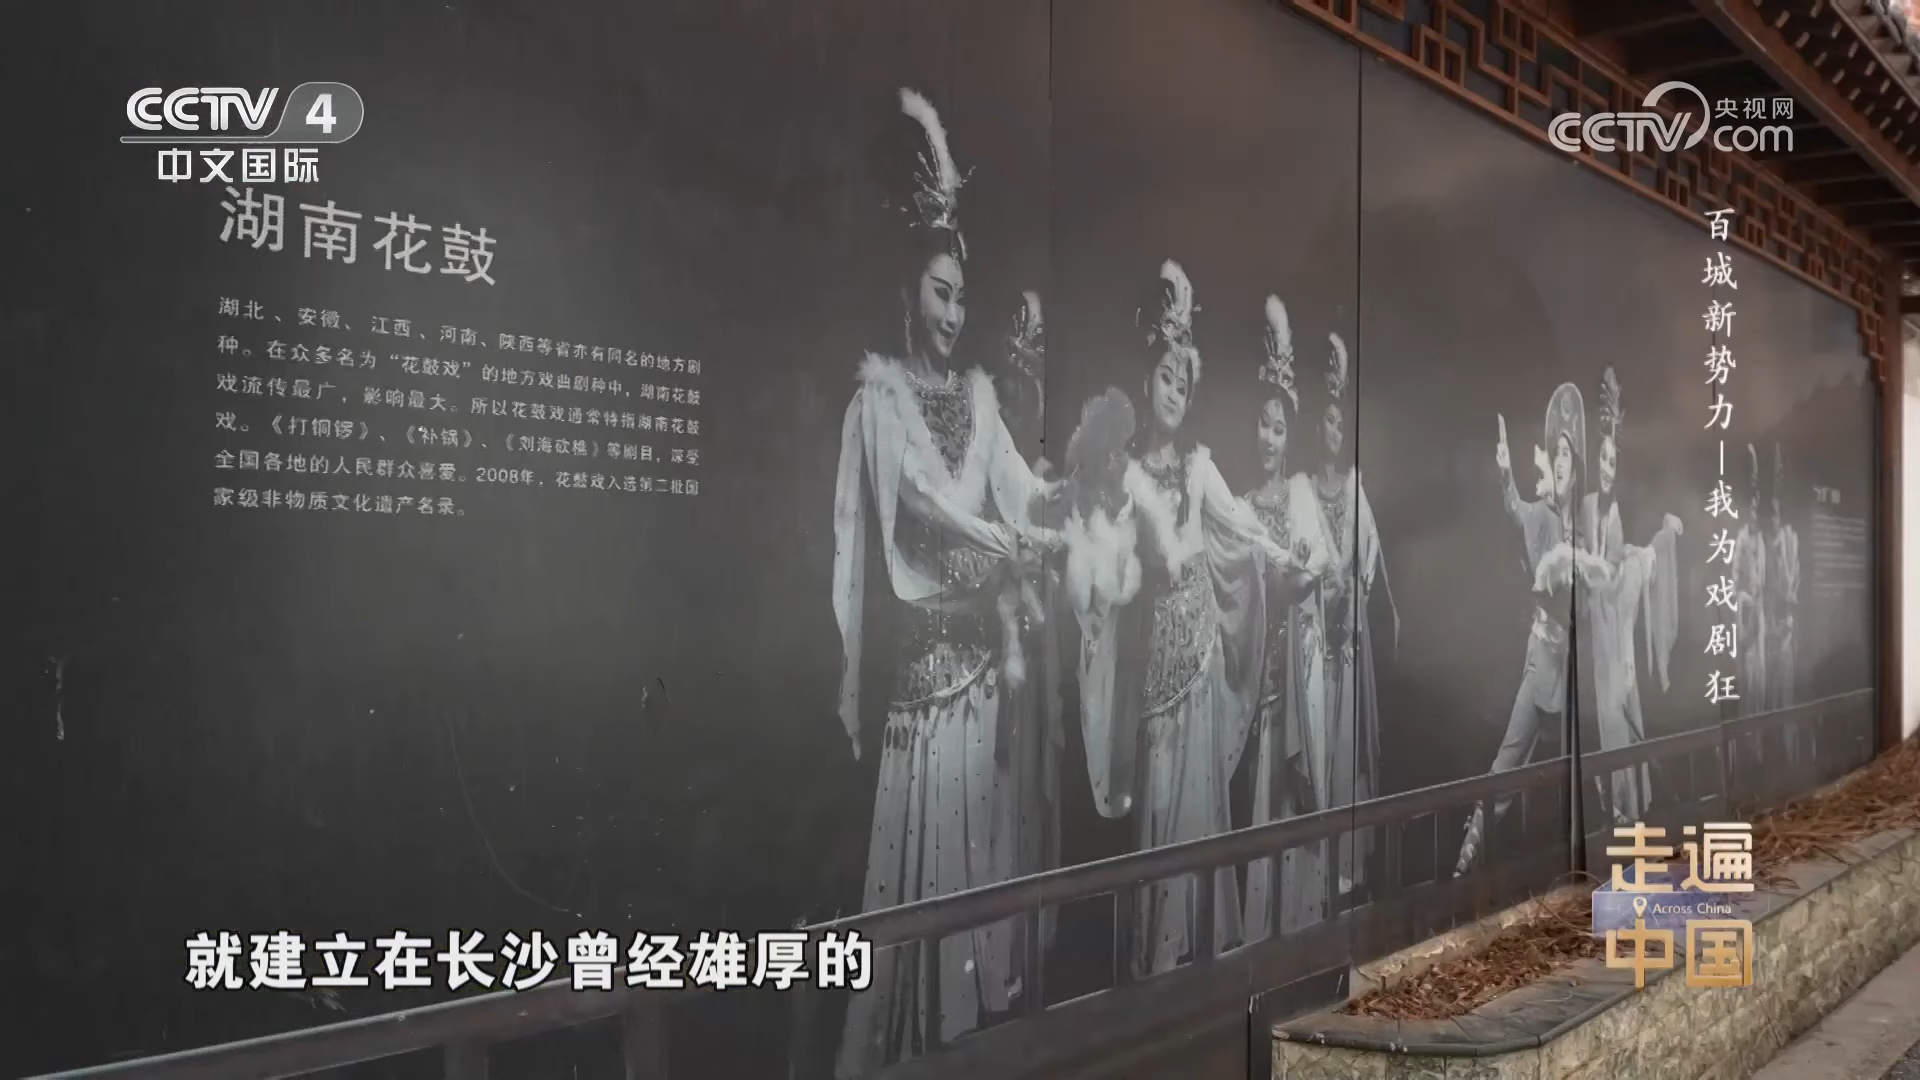 CCTV 4
中文国际
央视网
CCTV.com
湖南花鼓
湖北、安徽、江西、河南、陕西等省亦有同名的地方剧
种。在众多名为“花鼓戏”的地方戏曲剧种中，湖南花鼓
戏流传最广，影响最大。所以花鼓戏通常特指湖南花鼓
戏。《打铜锣》、《补锅》、《刘海砍樵》等剧目，深受
全国各地的人民群众喜爱。2008年，花鼓戏入选第二批国
家级非物质文化遗产名录。
百城新势力—我为戏剧狂
走遍
Across China
中国
就建立在长沙曾经雄厚的